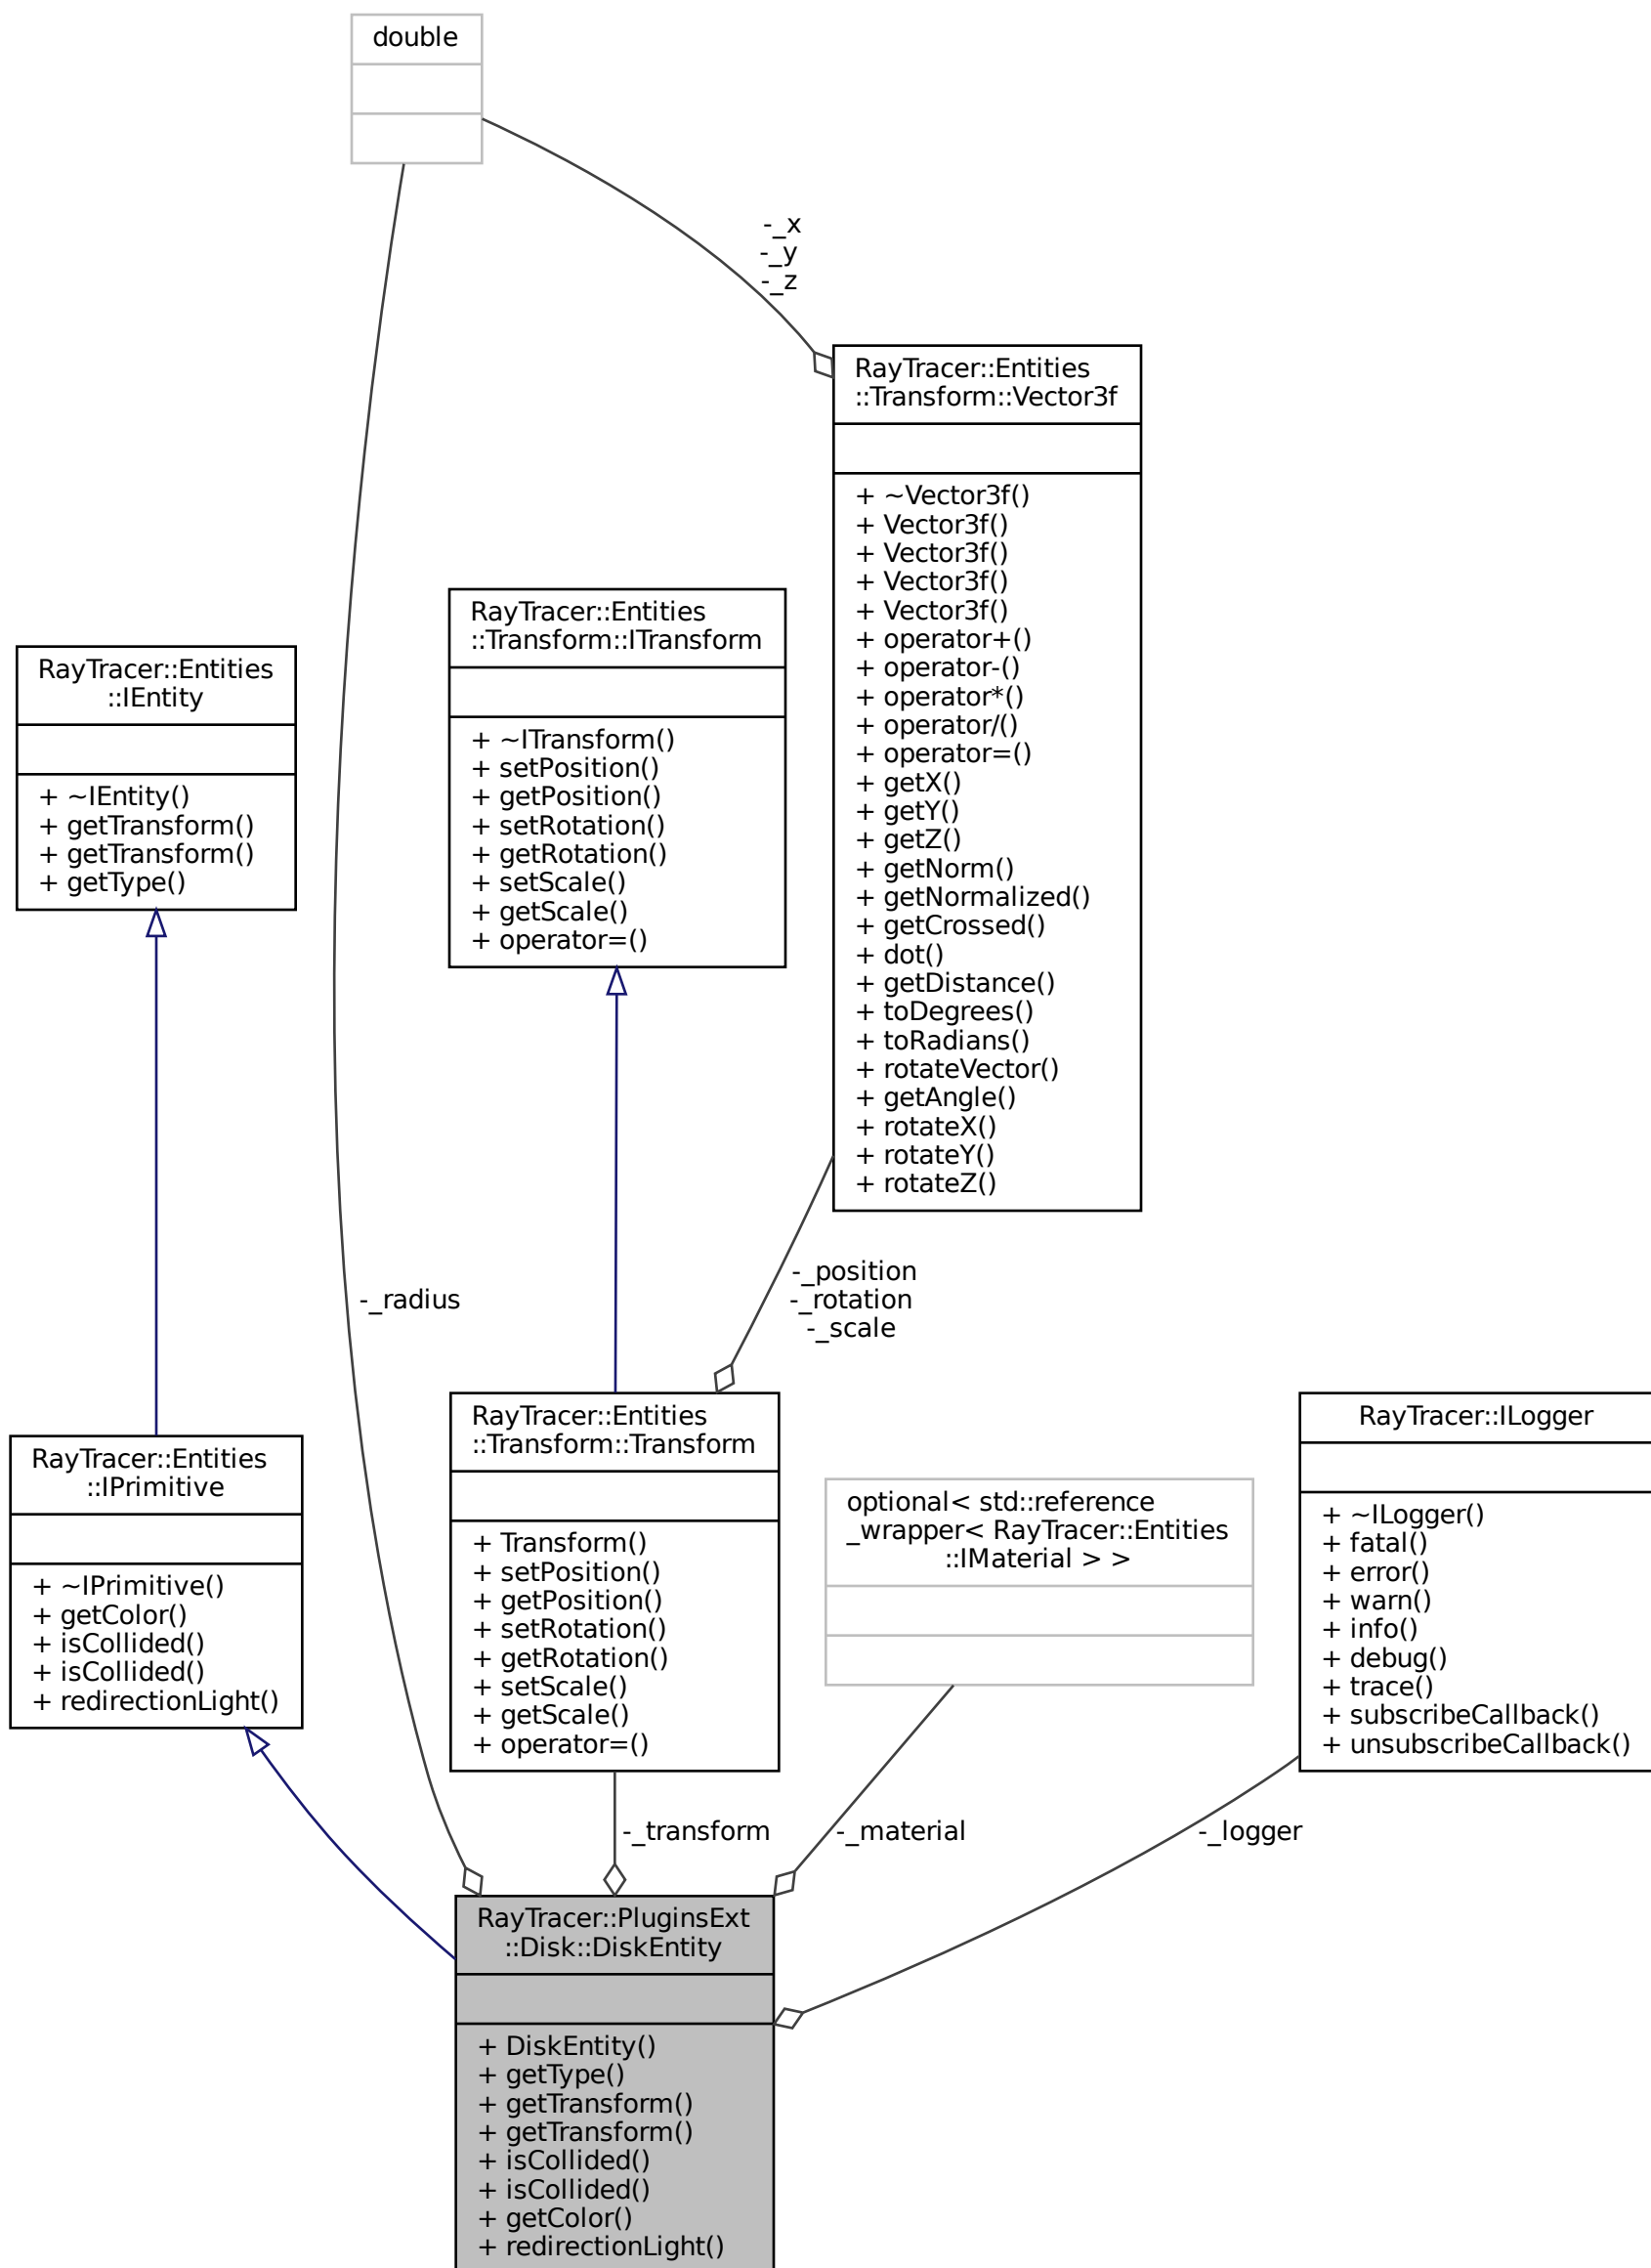 double
-_x
-_y
-_z
RayTracer::Entities
::Transform::Vector3f
+ ~Vector3f()
+ Vector3f()
+ Vector3f()
+ Vector3f()
+ Vector3f()
+ operator+()
+ operator-()
+ operator*()
+ operator/()
+ operator=()
+ getX()
+ getY()
+ getZ()
+ getNorm()
+ getNormalized()
+ getCrossed()
+ dot()
+ getDistance()
+ toDegrees()
+ toRadians()
+ rotateVector()
+ getAngle()
+ rotateX()
+ rotateY()
+ rotateZ()
RayTracer::Entities
::Transform::ITransform
+ ~ITransform()
+ setPosition()
+ getPosition()
+ setRotation()
+ getRotation()
+ setScale()
+ getScale()
+ operator=()
RayTracer::Entities
::IEntity
+ ~IEntity()
+ getTransform()
+ getTransform()
+ getType()
-_radius
-_position
-_rotation
-_scale
RayTracer::Entities
::IPrimitive
+ ~IPrimitive()
+ getColor()
+ isCollided()
+ isCollided()
+ redirectionLight()
RayTracer::Entities
::Transform::Transform
+ Transform()
+ setPosition()
+ getPosition()
+ setRotation()
+ getRotation()
+ setScale()
+ getScale()
+ operator=()
optional< std::reference
_wrapper< RayTracer::Entities
::IMaterial > >
RayTracer::ILogger
+ ~ILogger()
+ fatal()
+ error()
+ warn()
+ info()
+ debug()
+ trace()
+ subscribeCallback()
+ unsubscribeCallback()
-_transform
-_material
-_logger
RayTracer::PluginsExt
::Disk::DiskEntity
+ DiskEntity()
+ getType()
+ getTransform()
+ getTransform()
+ isCollided()
+ isCollided()
+ getColor()
+ redirectionLight()